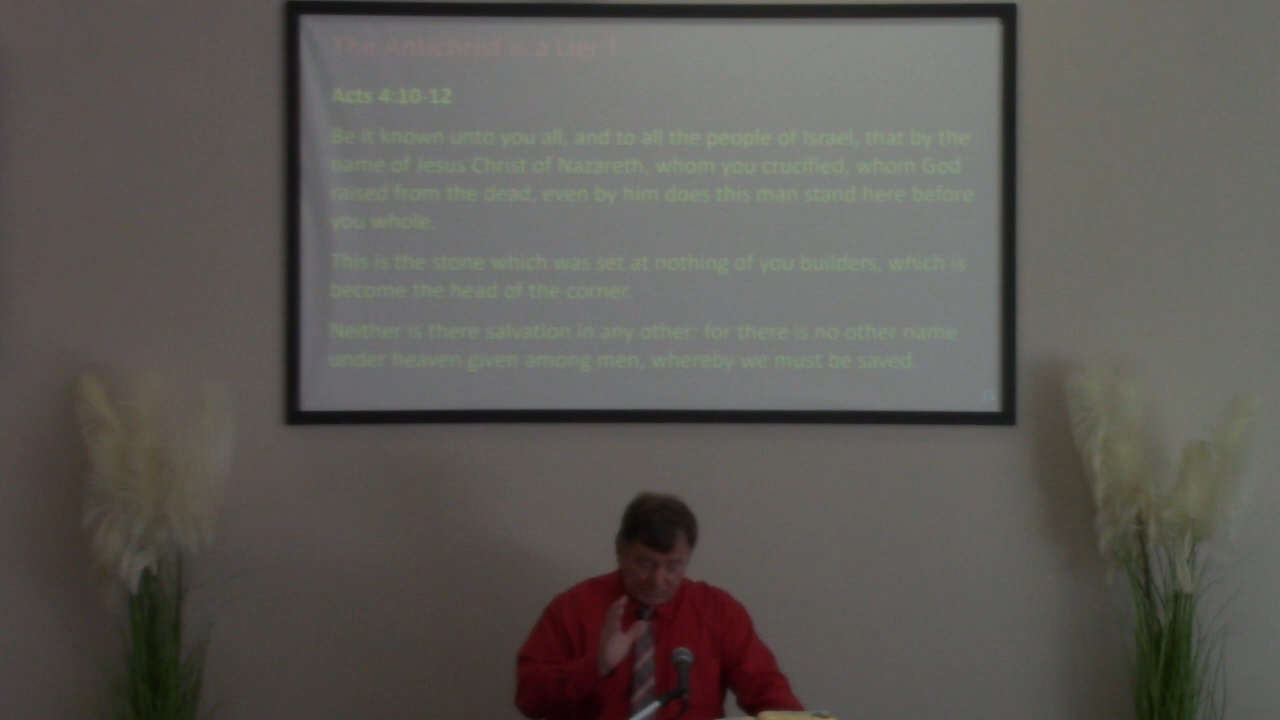 The Antichrist is a Lier !
Acts 4:10-12
Be it known unto you all, and to all the people of Israel, that by the
name of Jesus Christ of Nazareth, whom you crucified, whom God
raised from the dead, even by him does this man stand here before
you whole.
This is the stone which was set at nothing of you builders, which is
become the head of the corner.
Neither is there salvation in any other: for there is no other name
under heaven given among men, whereby we must be saved.